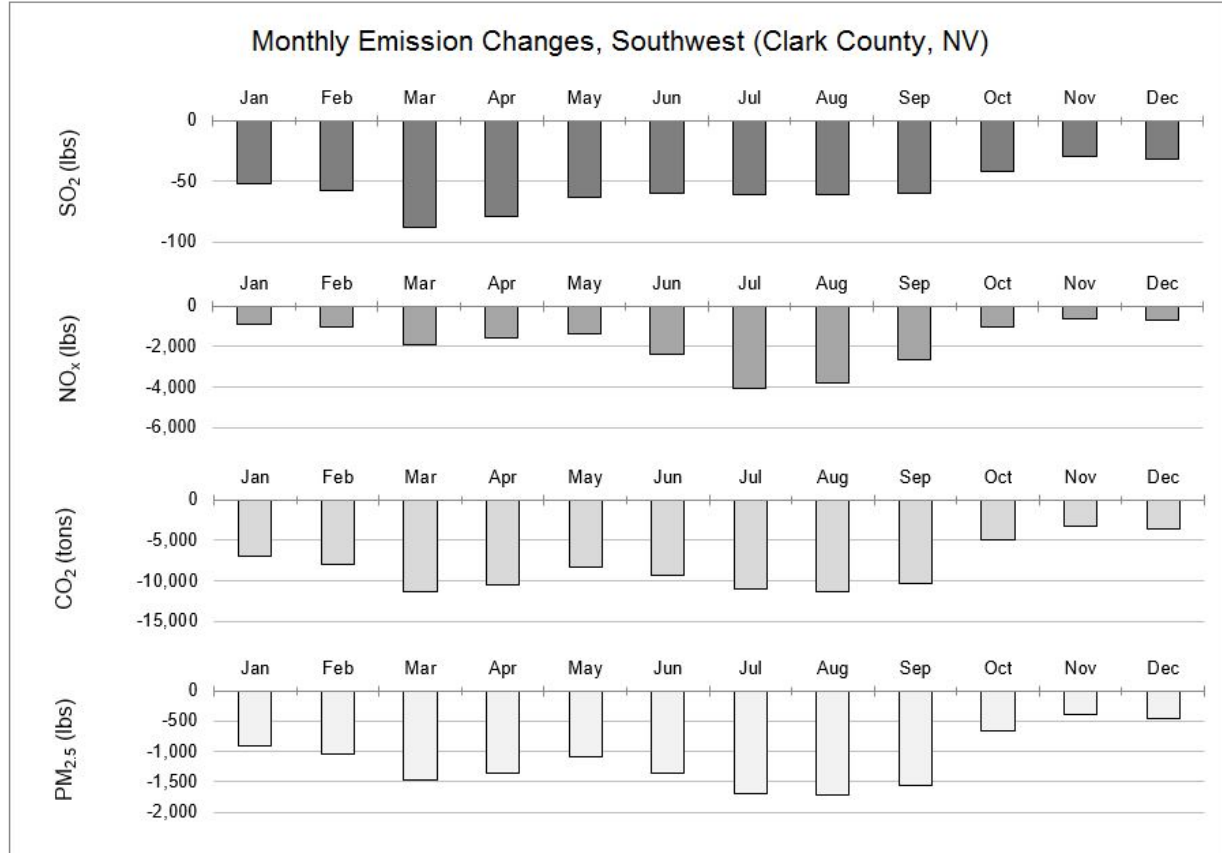 Monthly Emission Changes, Southwest (Clark County, NV)
Jan Feb Mar Apr May Jun Jul Aug Sep Oct Nov Dec
0
-50
-100
SO₂ (lbs)
Jan Feb Mar Apr May Jun Jul Aug Sep Oct Nov Dec
0
-2,000
-4,000
-6,000
NOₓ (lbs)
Jan Feb Mar Apr May Jun Jul Aug Sep Oct Nov Dec
0
-5,000
-10,000
-15,000
CO₂ (tons)
Jan Feb Mar Apr May Jun Jul Aug Sep Oct Nov Dec
0
-500
-1,000
-1,500
-2,000
PM₂.₅ (lbs)